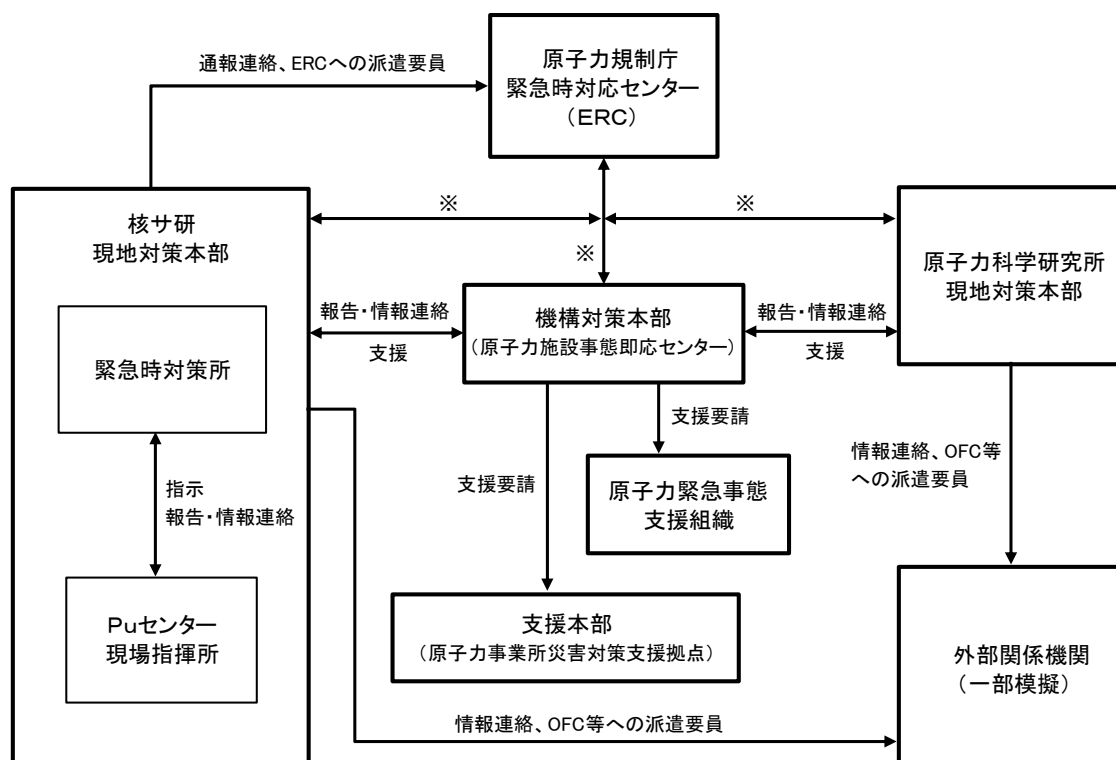 通報連絡、ERCへの派遣要員
原子力規制庁
緊急時対応センター
（ＥＲＣ）
核サ研
現地対策本部
※
※
※
原子力科学研究所
現地対策本部
報告・情報連絡
支援
機構対策本部
（原子力施設事態即応センター）
報告・情報連絡
支援
緊急時対策所
支援要請
支援要請
情報連絡、OFC等
への派遣要員
原子力緊急事態
支援組織
指示
報告・情報連絡
Ｐｕセンター
現場指揮所
支援本部
（原子力事業所災害対策支援拠点）
外部関係機関
（一部模擬）
情報連絡、OFC等への派遣要員